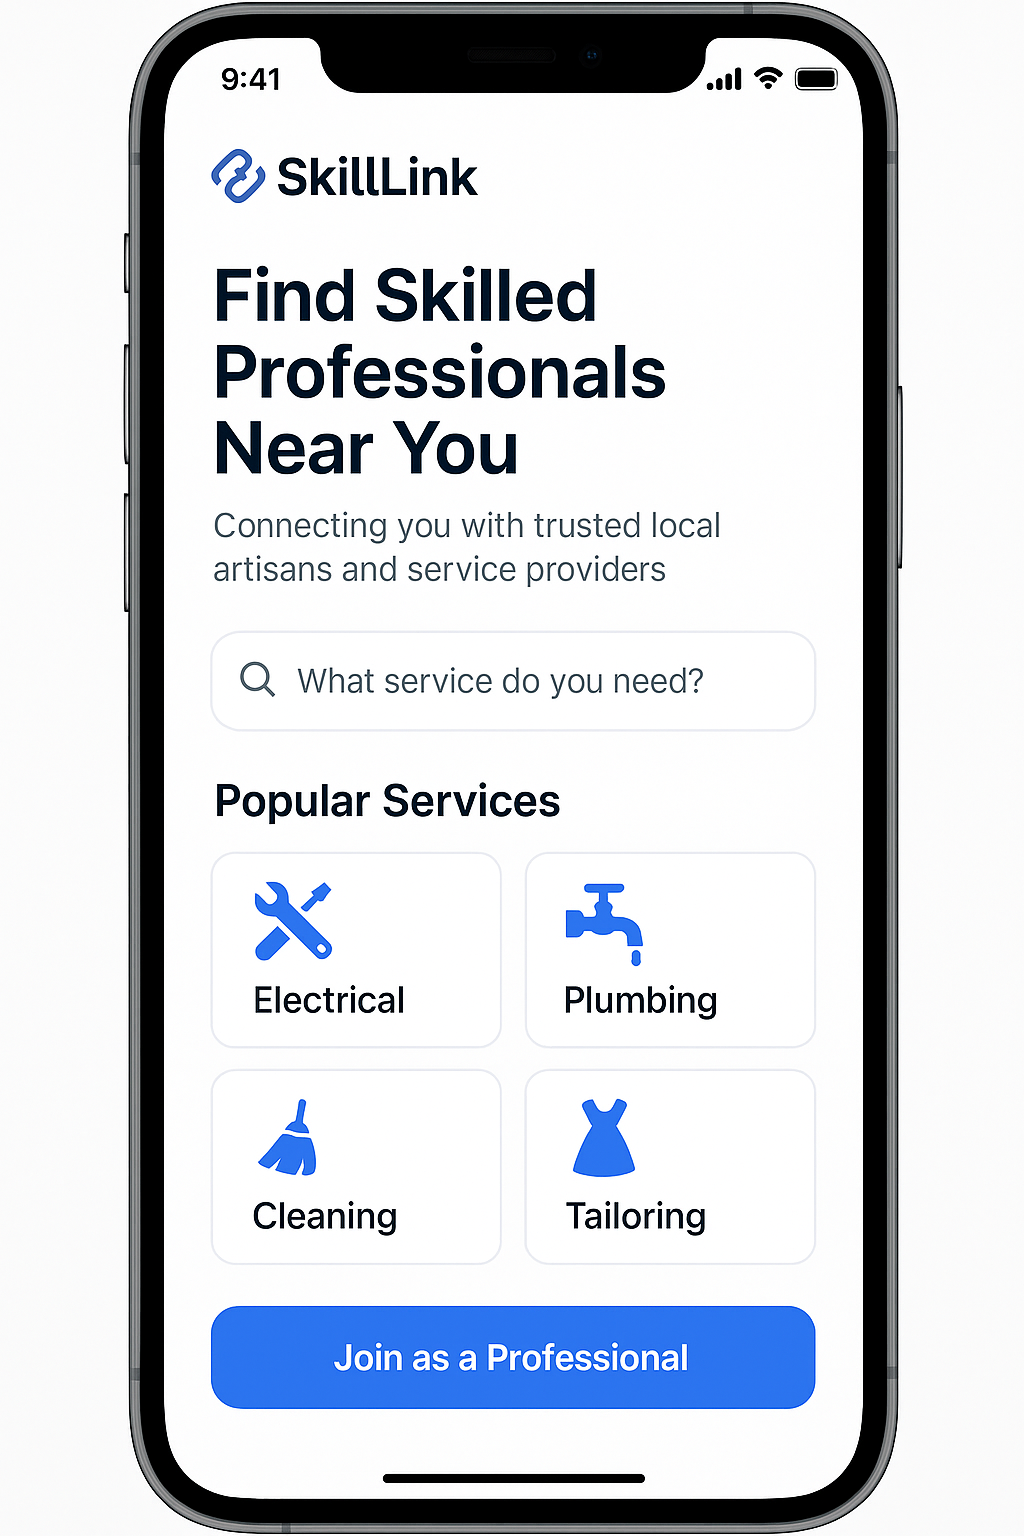 9:41
SkillLink
Find Skilled
Professionals
Near You
Connecting you with trusted local
artisans and service providers
What service do you need?
Popular Services
Electrical
Plumbing
Cleaning
Tailoring
Join as a Professional